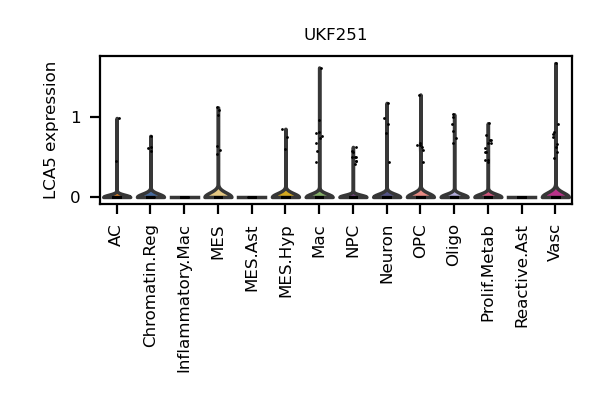 UKF251
LCA5 expression
1
0
AC
Chromatin.Reg
Inflammatory.Mac
MES
MES.Ast
MES.Hyp
Mac
NPC
Neuron
OPC
Oligo
Prolif.Metab
Reactive.Ast
Vasc